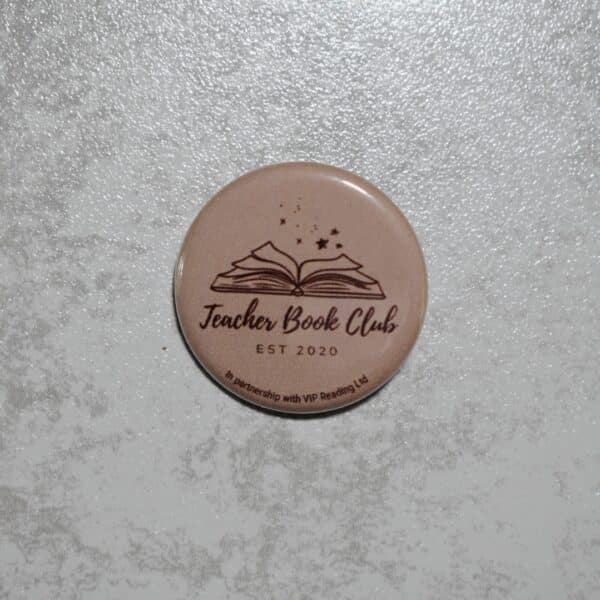 Teacher Book Club
EST 2020
In partnership with VIP Reading Ltd